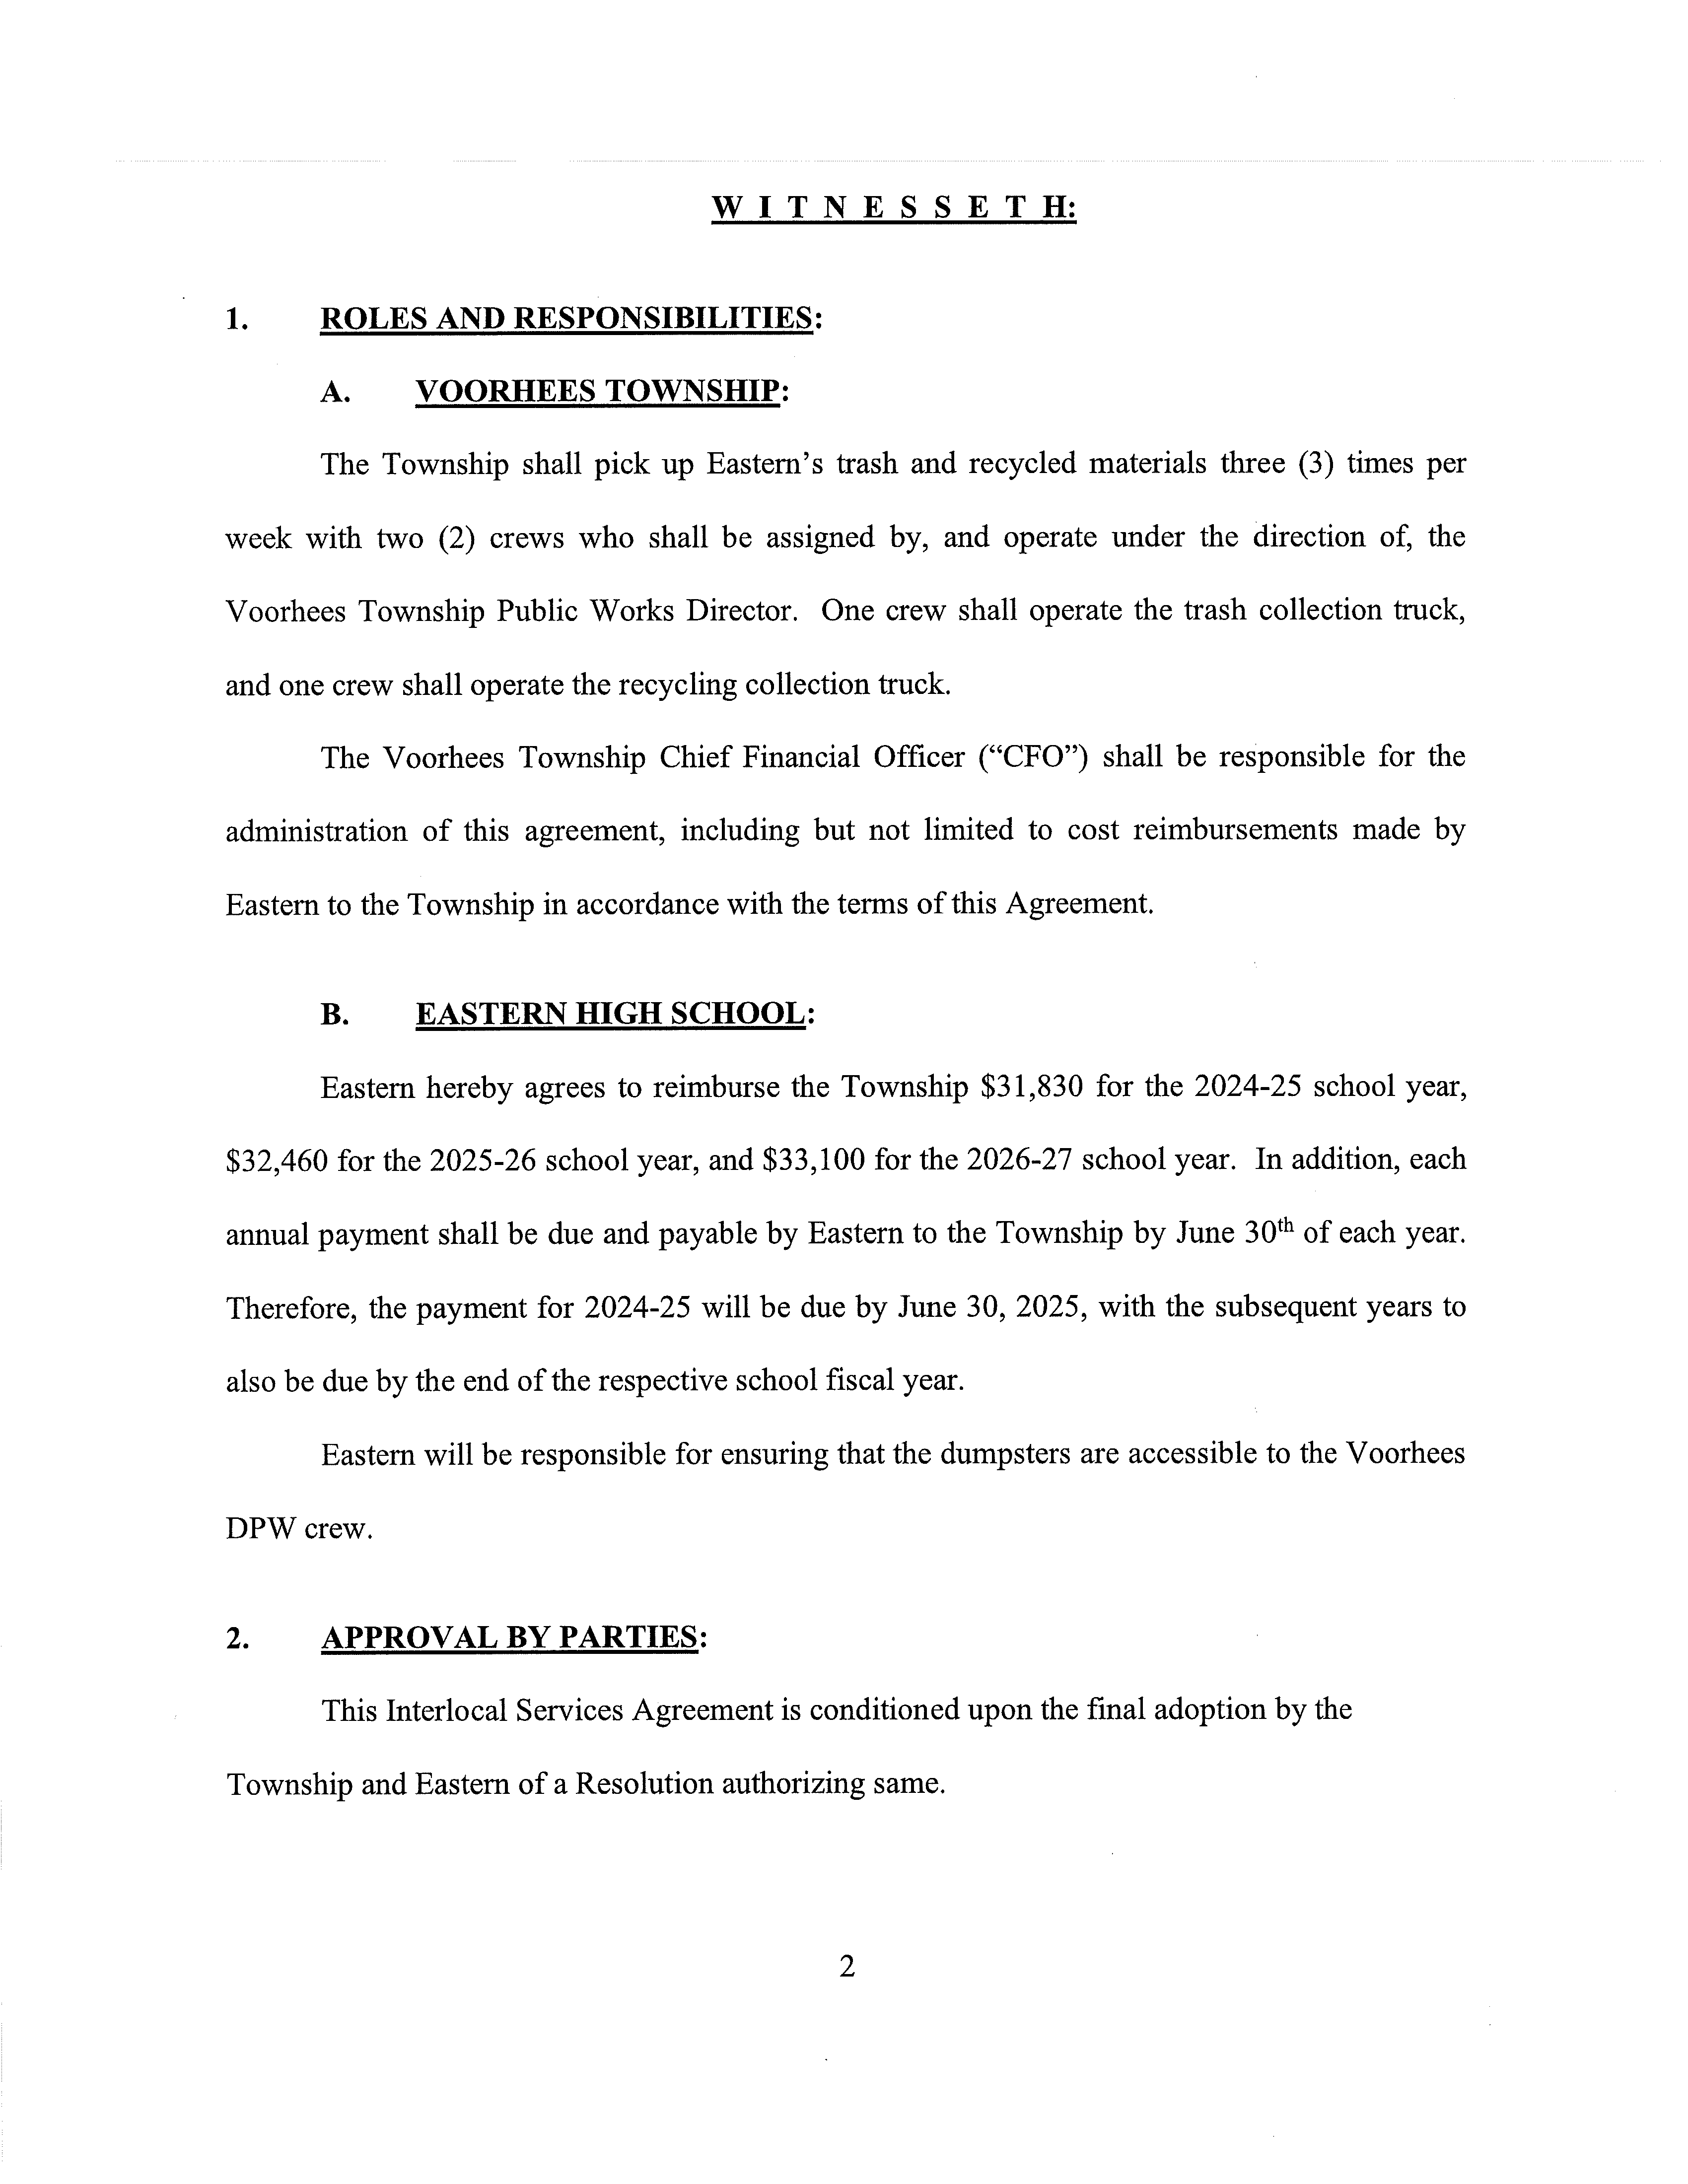 W I T N E S S E T H:
1. ROLES AND RESPONSIBILITIES:
A. VOORHEES TOWNSHIP:
The Township shall pick up Eastern’s trash and recycled materials three (3) times per
week with two (2) crews who shall be assigned by, and operate under the direction of, the
Voorhees Township Public Works Director. One crew shall operate the trash collection truck,
and one crew shall operate the recycling collection truck.
The Voorhees Township Chief Financial Officer (“CFO”) shall be responsible for the
administration of this agreement, including but not limited to cost reimbursements made by
Eastern to the Township in accordance with the terms of this Agreement.
B. EASTERN HIGH SCHOOL:
Eastern hereby agrees to reimburse the Township $31,830 for the 2024-25 school year,
$32,460 for the 2025-26 school year, and $33,100 for the 2026-27 school year. In addition, each
annual payment shall be due and payable by Eastern to the Township by June 30th of each year.
Therefore, the payment for 2024-25 will be due by June 30, 2025, with the subsequent years to
also be due by the end of the respective school fiscal year.
Eastern will be responsible for ensuring that the dumpsters are accessible to the Voorhees
DPW crew.
2. APPROVAL BY PARTIES:
This Interlocal Services Agreement is conditioned upon the final adoption by the
Township and Eastern of a Resolution authorizing same.
2